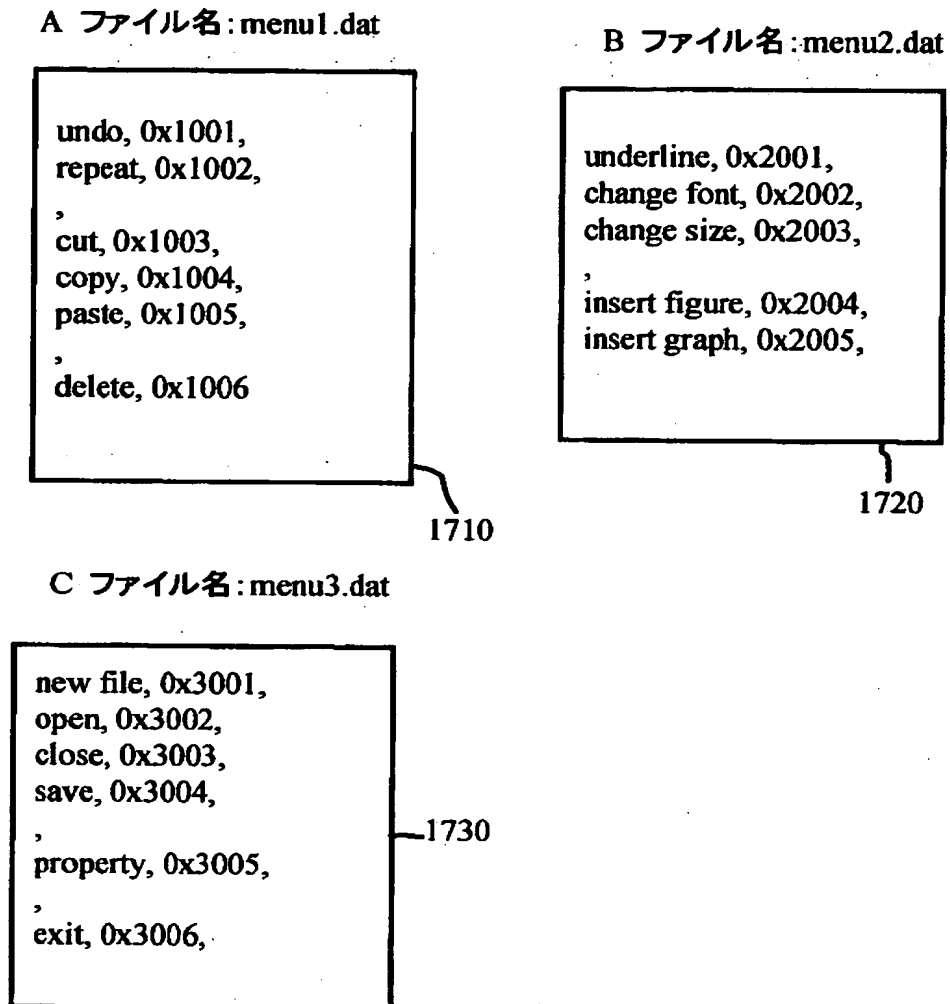 A ファイル名:menu1.dat
undo, 0x1001,
repeat, 0x1002,
,
cut, 0x1003,
copy, 0x1004,
paste, 0x1005,
,
delete, 0x1006
1710
B ファイル名:menu2.dat
underline, 0x2001,
change font, 0x2002,
change size, 0x2003,
,
insert figure, 0x2004,
insert graph, 0x2005,
1720
C ファイル名:menu3.dat
new file, 0x3001,
open, 0x3002,
close, 0x3003,
save, 0x3004,
,
property, 0x3005,
,
exit, 0x3006,
1730